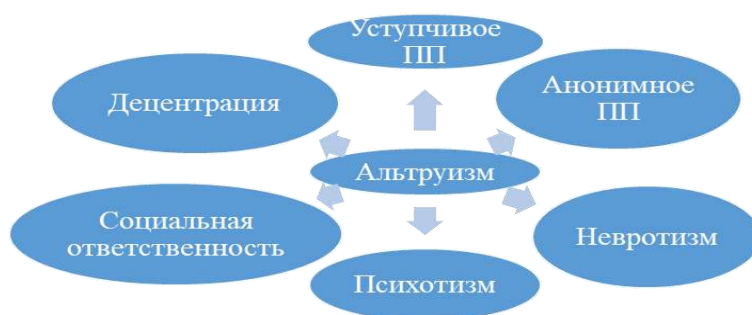 Уступчивое
ПП
Децентрация
Анонимное
ПП
Альтруизм
Социальная
ответственность
Невротизм
Психотизм